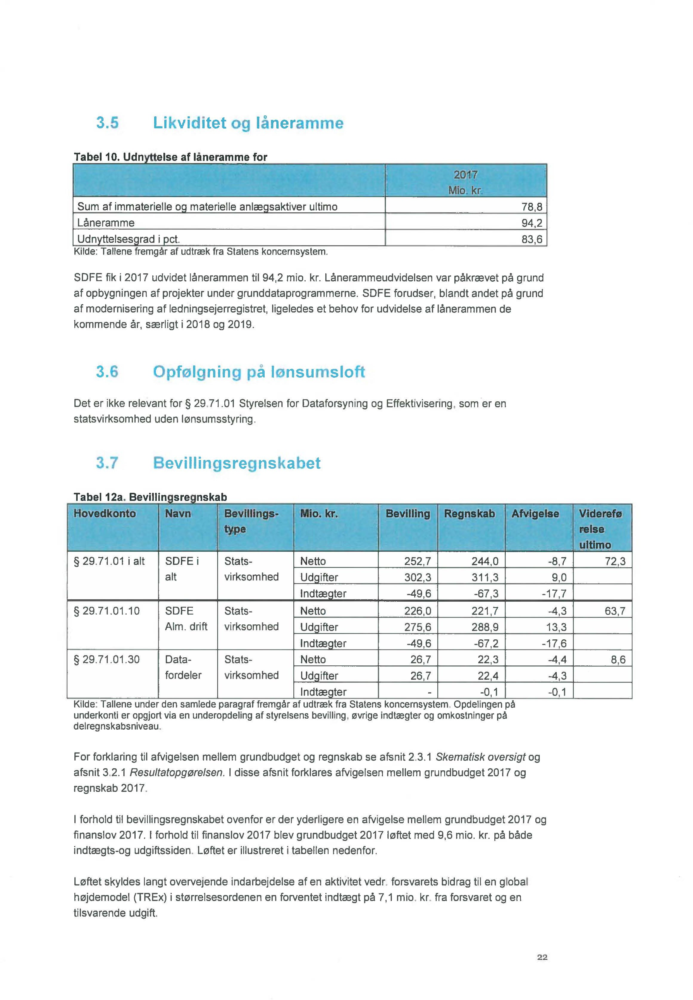 3.5 Likviditet og låneramme
Tabel 10. Udnyttelse af låneramme for
2017
Mio. kr.
Sum af immaterielle og materielle anlægsaktiver ultimo 78,8
Låneramme 94,2
Udnyttelsesgrad i pct. 83,6
Kilde: Tallene fremgår af udtræk fra Statens koncernsystem.
SDFE fik i 2017 udvidet lånerammen til 94,2 mio. kr. Lånerammeudvidelsen var påkrævet på grund
af opbygningen af projekter under grunddataprogrammerne. SDFE forudser, blandt andet på grund
af modernisering af ledningsejerregistret, ligeledes et behov for udvidelse af lånerammen de
kommende år, særligt i 2018 og 2019.
3.6 Opfølgning på lønsumsloft
Det er ikke relevant for § 29.71.01 Styrelsen for Dataforsyning og Effektivisering, som er en
statsvirksomhed uden lønsumsstyring.
3.7 Bevillingsregnskabet
Tabel 12a. Bevillingsregnskab
Hovedkonto Navn Bevillings- Mio. kr. Bevilling Regnskab Afvigelse Viderefø
type relse
ultimo
§ 29.71.01 i alt SDFE i Stats- Netto 252,7 244,0 -8,7 72,3
alt virksomhed Udgifter 302,3 311,3 9,0
Indtægter -49,6 -67,3 -17,7
§ 29.71.01.10 SDFE Stats- Netto 226,0 221,7 -4,3 63,7
Alm. drift virksomhed Udgifter 275,6 288,9 13,3
Indtægter -49,6 -67,2 -17,6
§ 29.71.01.30 Data- Stats- Netto 26,7 22,3 -4,4 8,6
fordeler virksomhed Udgifter 26,7 22,4 -4,3
Indtægter - -0,1 -0,1
Kilde: Tallene under den samlede paragraf fremgår af udtræk fra Statens koncernsystem. Opdelingen på
underkonti er opgjort via en underopdeling af styrelsens bevilling, øvrige indtægter og omkostninger på
delregnskabsniveau.
For forklaring til afvigelsen mellem grundbudget og regnskab se afsnit 2.3.1 Skematisk oversigt og
afsnit 3.2.1 Resultatopgørelsen. I disse afsnit forklares afvigelsen mellem grundbudget 2017 og
regnskab 2017.
I forhold til bevillingsregnskabet ovenfor er der yderligere en afvigelse mellem grundbudget 2017 og
finanslov 2017. I forhold til finanslov 2017 blev grundbudget 2017 løftet med 9,6 mio. kr. på både
indtægts-og udgiftssiden. Løftet er illustreret i tabellen nedenfor.
Løftet skyldes langt overvejende indarbejdelse af en aktivitet vedr. forsvarets bidrag til en global
højdemodel (TREx) i størrelsesordenen en forventet indtægt på 7,1 mio. kr. fra forsvaret og en
tilsvarende udgift.
22